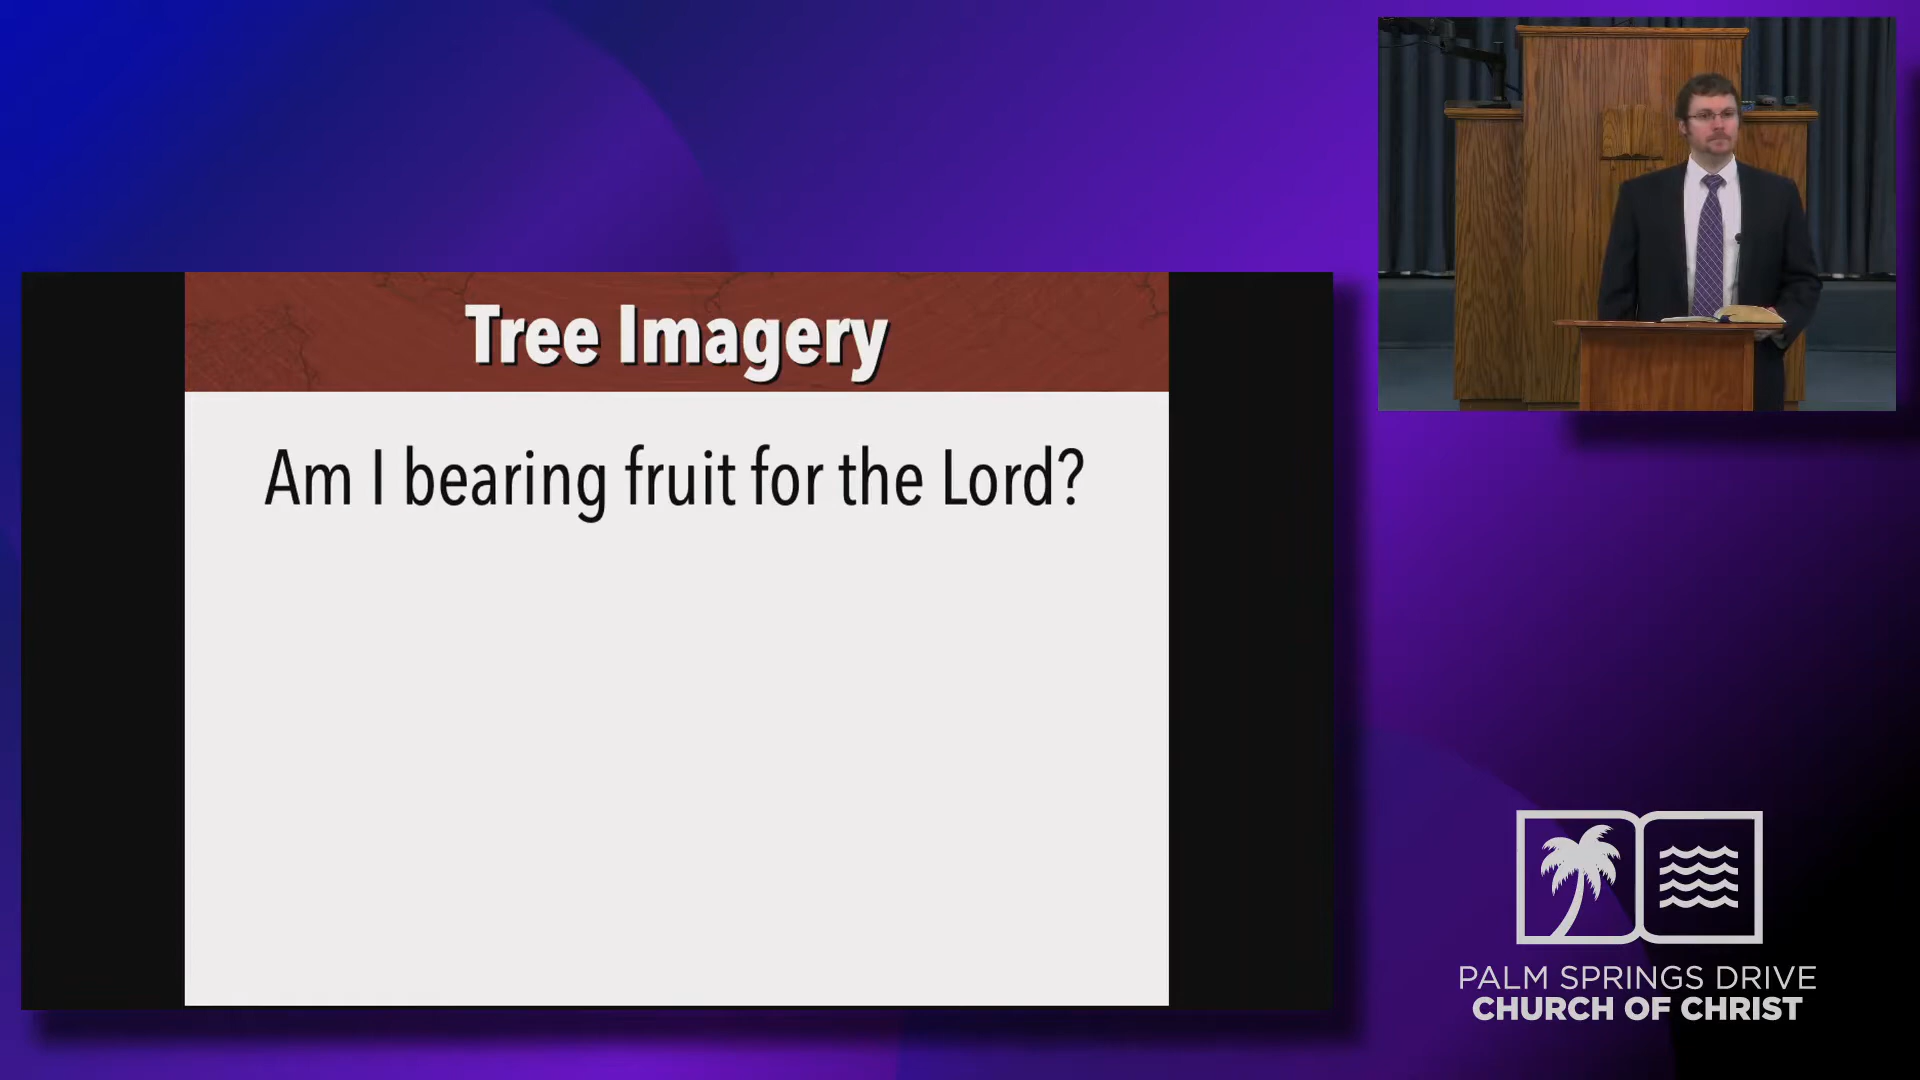 Tree Imagery
Am I bearing fruit for the Lord?
PALM SPRINGS DRIVE
CHURCH OF CHRIST